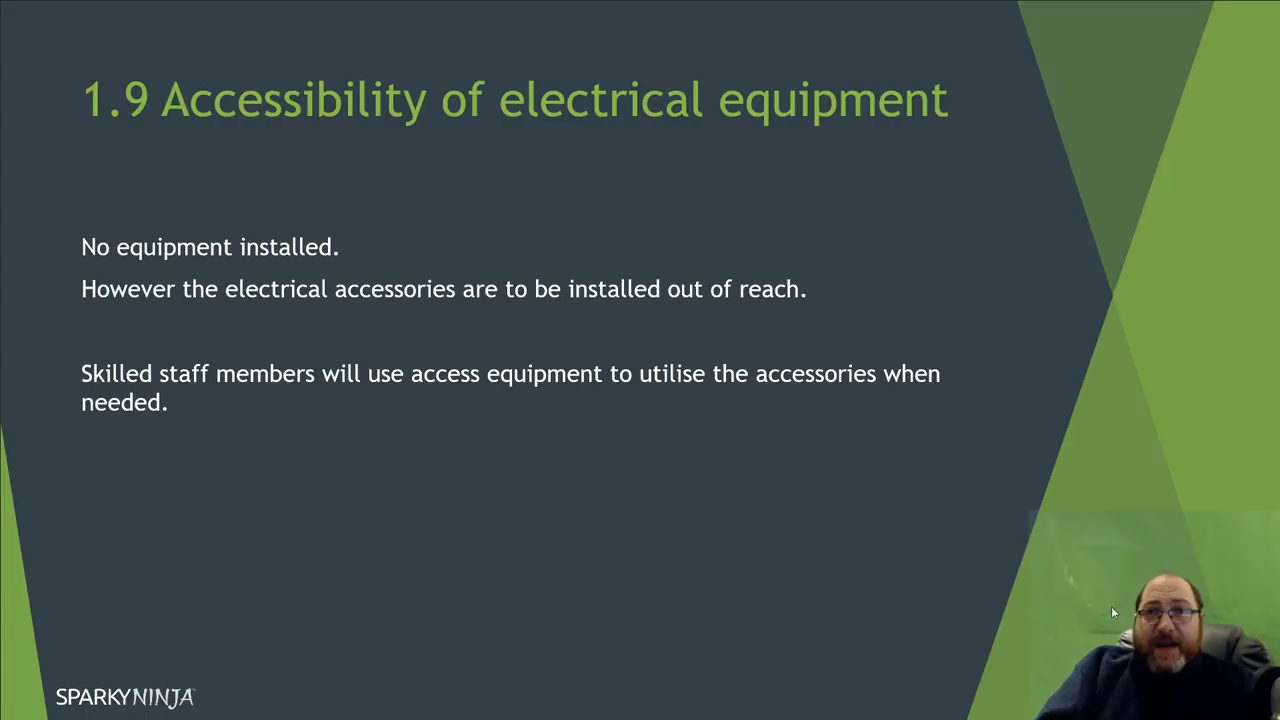 1.9 Accessibility of electrical equipment
No equipment installed.
However the electrical accessories are to be installed out of reach.
Skilled staff members will use access equipment to utilise the accessories when
needed.
SPARKYNINJA